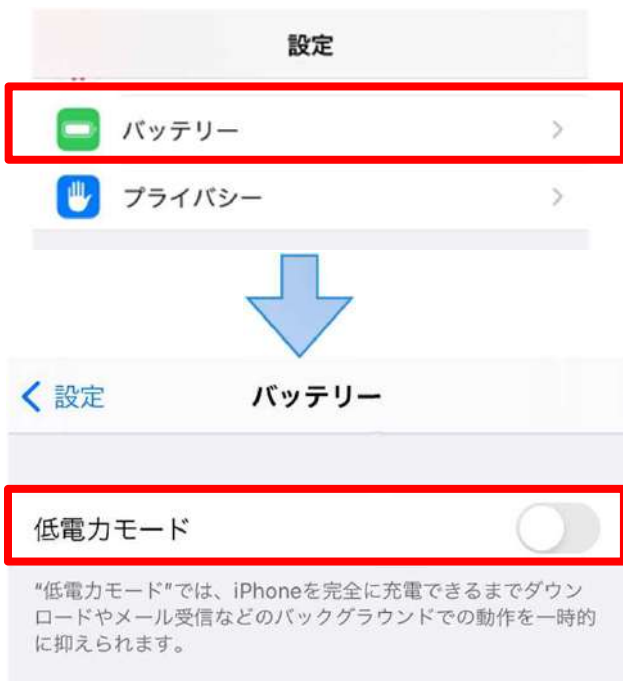 設定
バッテリー
プライバシー
設定
バッテリー
低電力モード
“低電力モード”では、iPhoneを完全に充電できるまでダウン
ロードやメール受信などのバックグラウンドでの動作を一時的
に抑えられます。